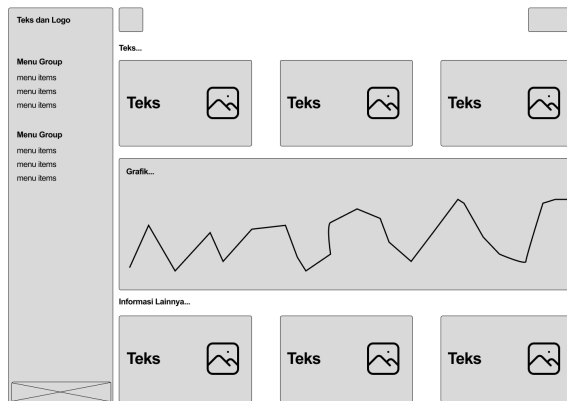 Teks dan Logo
Menu Group
menu items
menu items
menu items
Menu Group
menu items
menu items
menu items
Teks...
Teks
Teks
Teks
Grafik...
Informasi Lainnya...
Teks
Teks
Teks